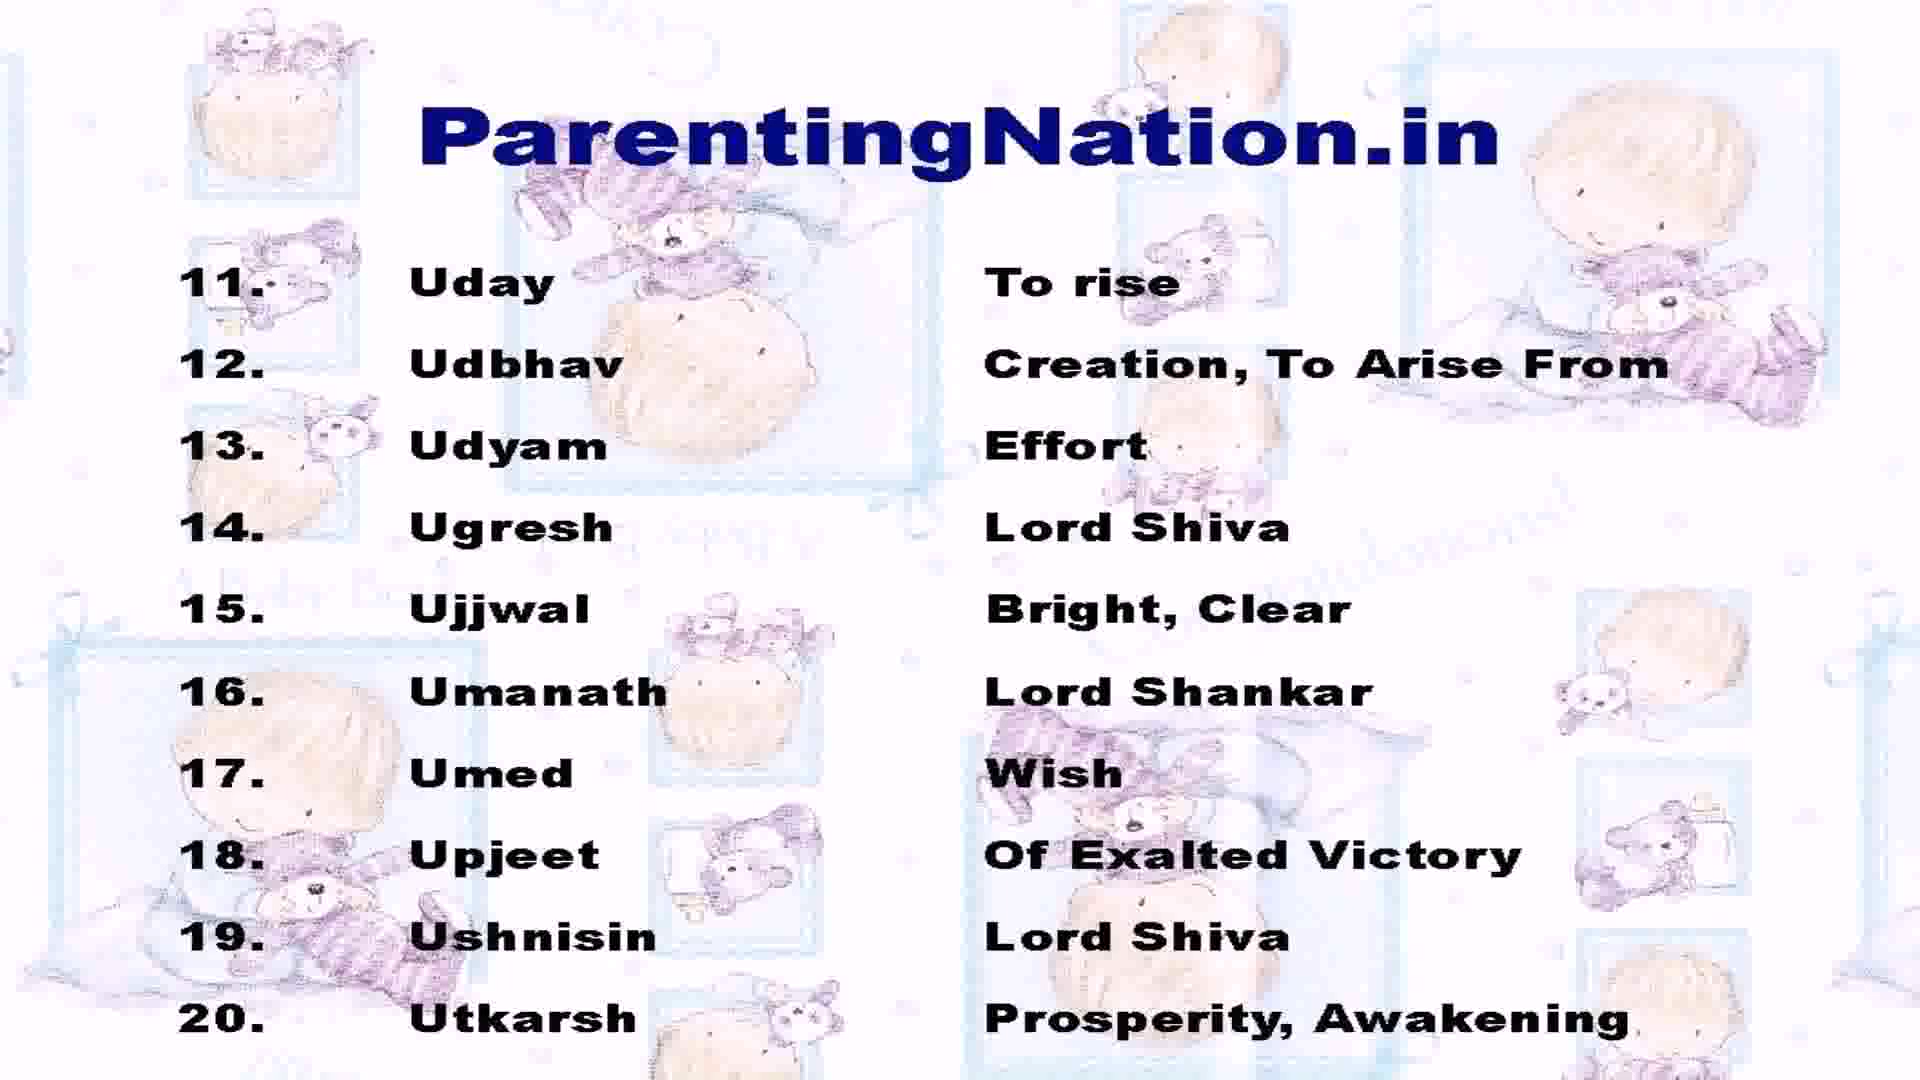 ParentingNation.in
11. Uday To rise
12. Udbhav Creation, To Arise From
13. Udyam Effort
14. Ugresh Lord Shiva
15. Ujjwal Bright, Clear
16. Umanath Lord Shankar
17. Umed Wish
18. Upjeet Of Exalted Victory
19. Ushnisin Lord Shiva
20. Utkarsh Prosperity, Awakening